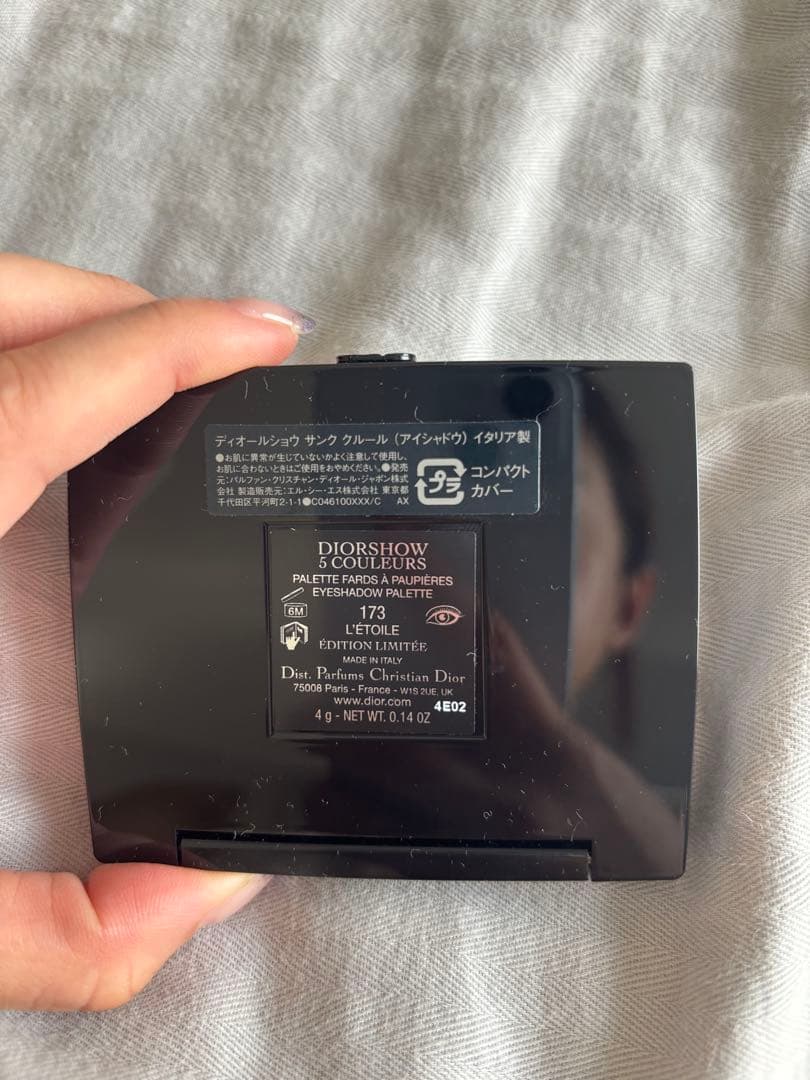 ディオールショウ サンク クルール（アイシャドウ）イタリア製
●お肌に異常が生じていないかよく注意して使用し、
お肌に合わないときはご使用をおやめください。●発売
元:パルファン・クリスチャン・ディオール・ジャポン株式
会社 製造販売元:エル・シー・エス株式会社 東京都
千代田区平河町2-1-1●C046100XXX/C AX
プラ
コンパクト
カバー
DIORSHOW
5 COULEURS
PALETTE FARDS À PAUPIÈRES
EYESHADOW PALETTE
6M
173
L'ÉTOILE
ÉDITION LIMITÉE
MADE IN ITALY
Dist. Parfums Christian Dior
75008 Paris - France - W1S 2UE, UK
www.dior.com
4E02
4 g - NET WT. 0.14 OZ